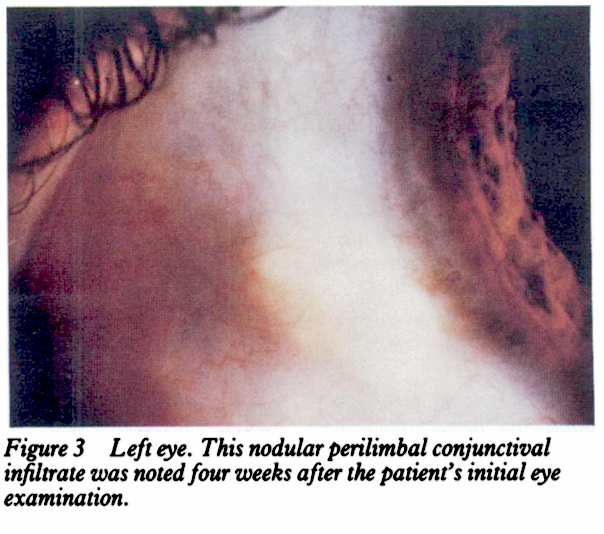 Figure 3 Left eye. This nodular perilimbal conjunctival
infiltrate was noted four weeks after the patient's initial eye
examination.